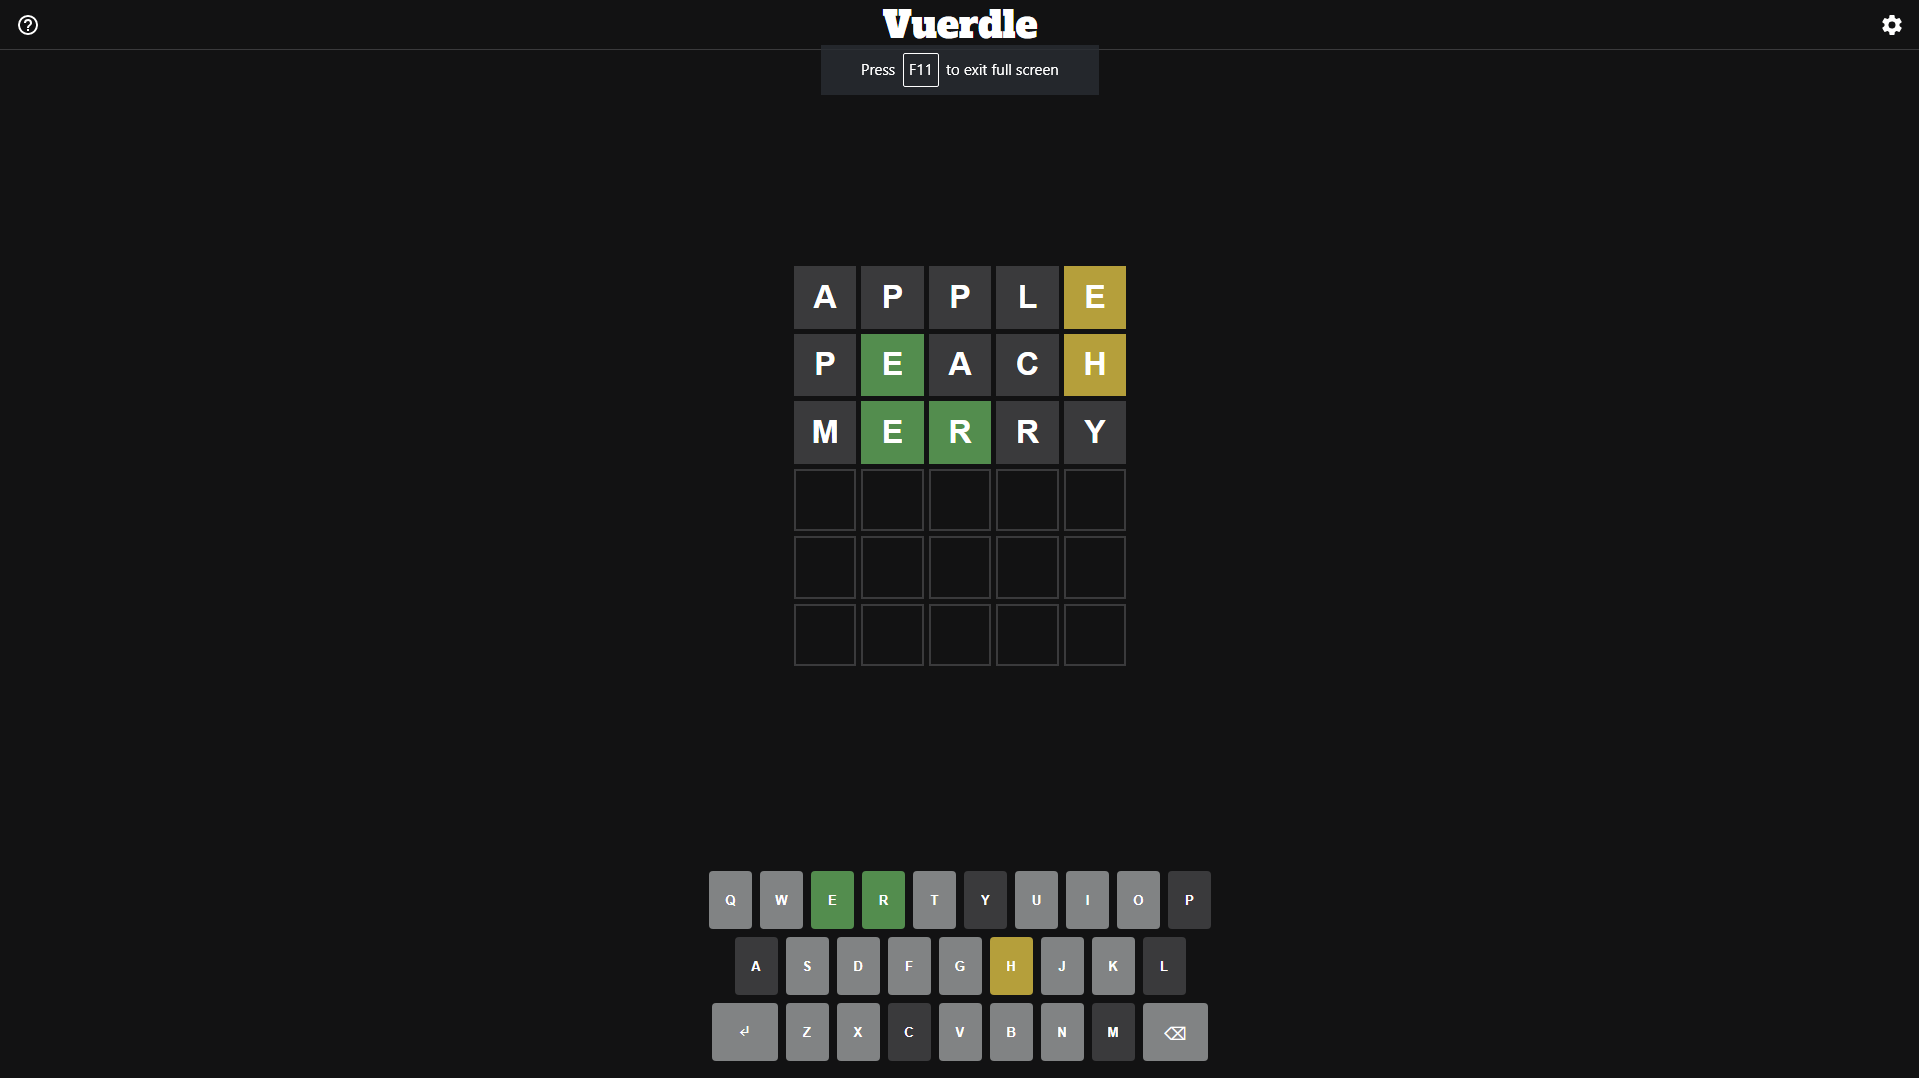 Vuerdle
Press F11 to exit full screen
A P P L E
P E A C H
M E R R Y
Q W E R T Y U I O P
A S D F G H J K L
Z X C V B N M